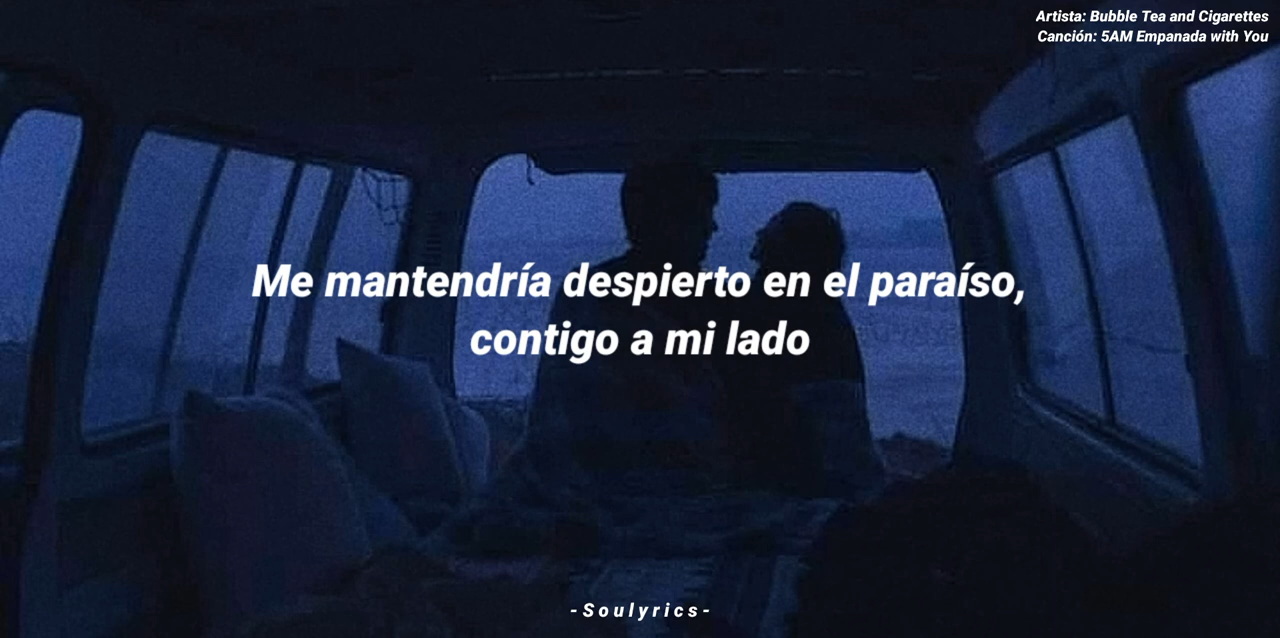 Artista: Bubble Tea and Cigarettes
Canción: 5AM Empanada with You
Me mantendría despierto en el paraíso,
contigo a mi lado
-Soulyrics-